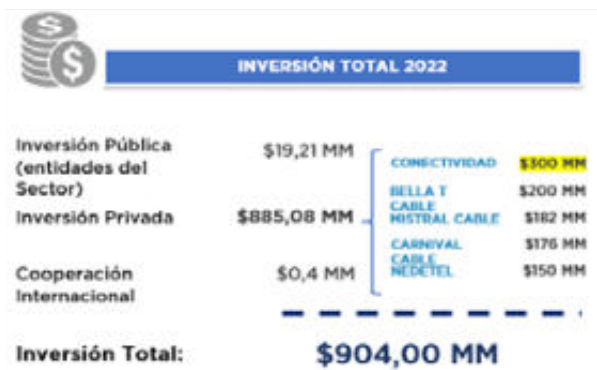 INVERSIÓN TOTAL 2022
Inversión Pública
(entidades del
Sector)
$19,21 MM
Inversión Privada
$885,08 MM
Cooperación
Internacional
$0,4 MM
CONECTIVIDAD $300 MM
BELLA T
CABLE
$200 MM
MISTRAL CABLE $182 MM
CARNIVAL
CABLE
$176 MM
NEDETEL $150 MM
Inversión Total: $904,00 MM